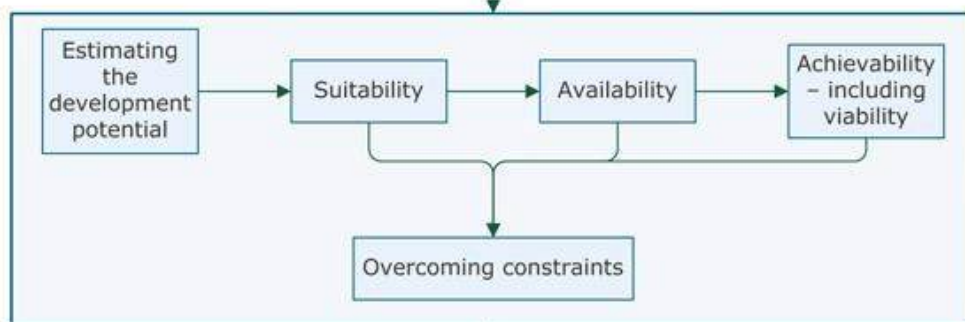 Estimating
the
development
potential
Suitability
Availability
Achievability
– including
viability
Overcoming constraints